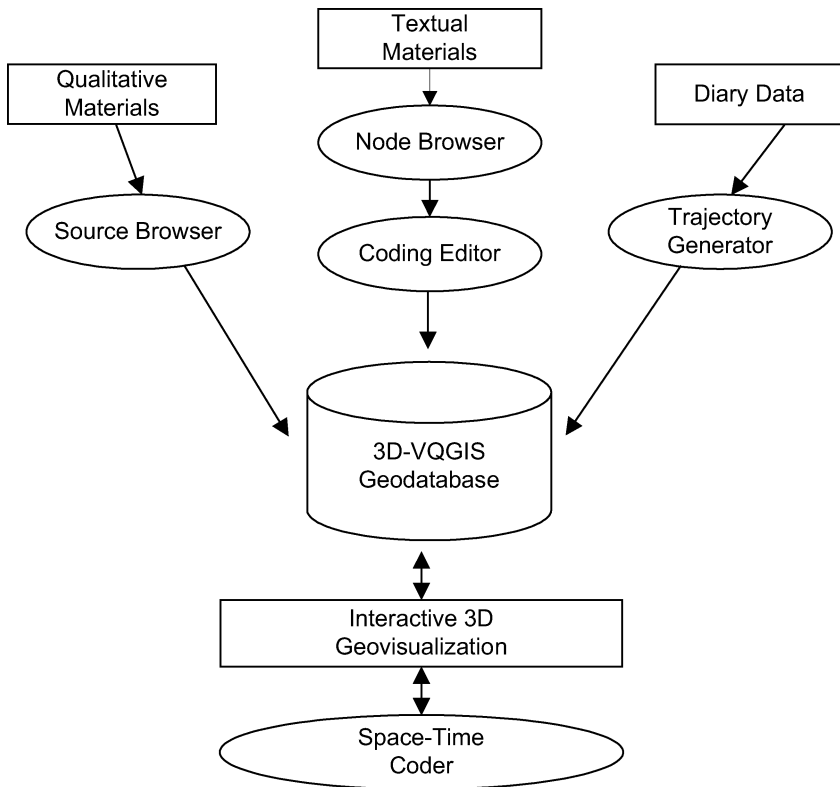 Textual
Materials
Qualitative
Materials
Diary Data
Node Browser
Source Browser
Coding Editor
Trajectory
Generator
3D-VQGIS
Geodatabase
Interactive 3D
Geovisualization
Space-Time
Coder